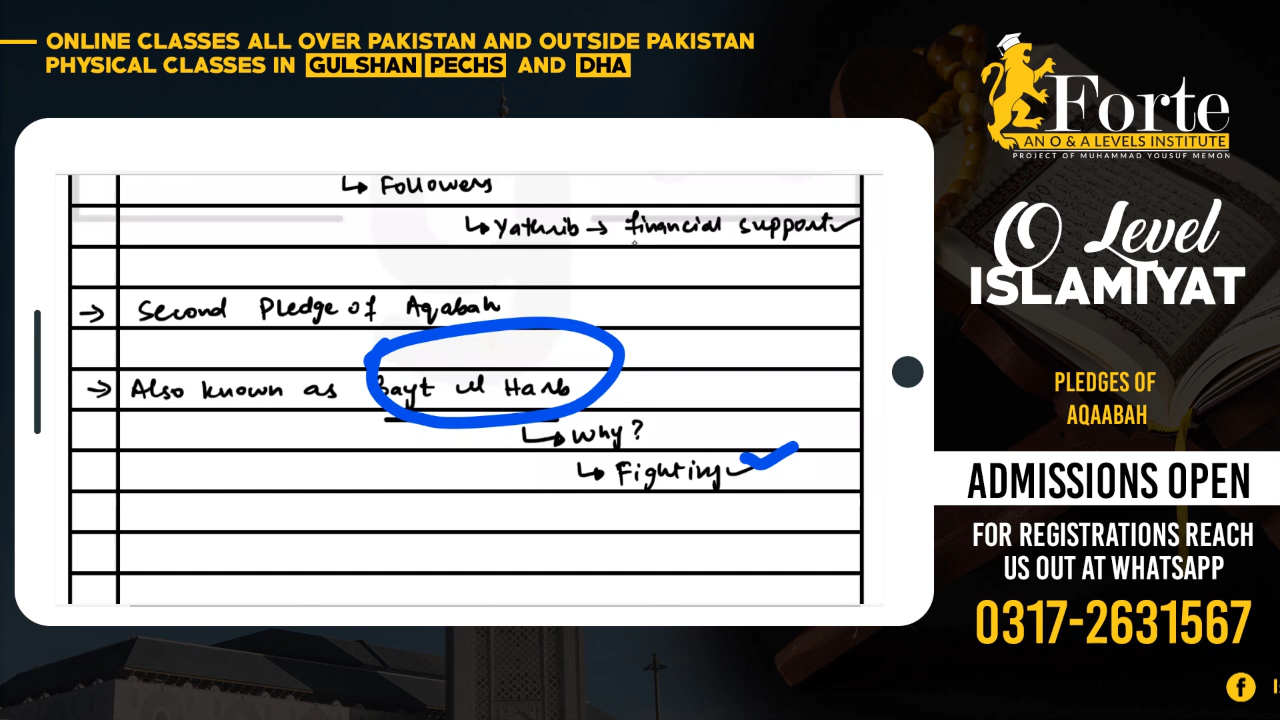 ONLINE CLASSES ALL OVER PAKISTAN AND OUTSIDE PAKISTAN
PHYSICAL CLASSES IN GULSHAN PECHS AND DHA
Forte
AN O & A LEVELS INSTITUTE
PROJECT OF MUHAMMAD YOUSUF MEMON
↳ Followers
↳ Yathrib → financial support
→ Second Pledge of Aqabah
→ Also known as Bayt ul Harb
↳ Why?
↳ Fighting
O Level
ISLAMIYAT
PLEDGES OF
AQAABAH
ADMISSIONS OPEN
FOR REGISTRATIONS REACH
US OUT AT WHATSAPP
0317-2631567
f